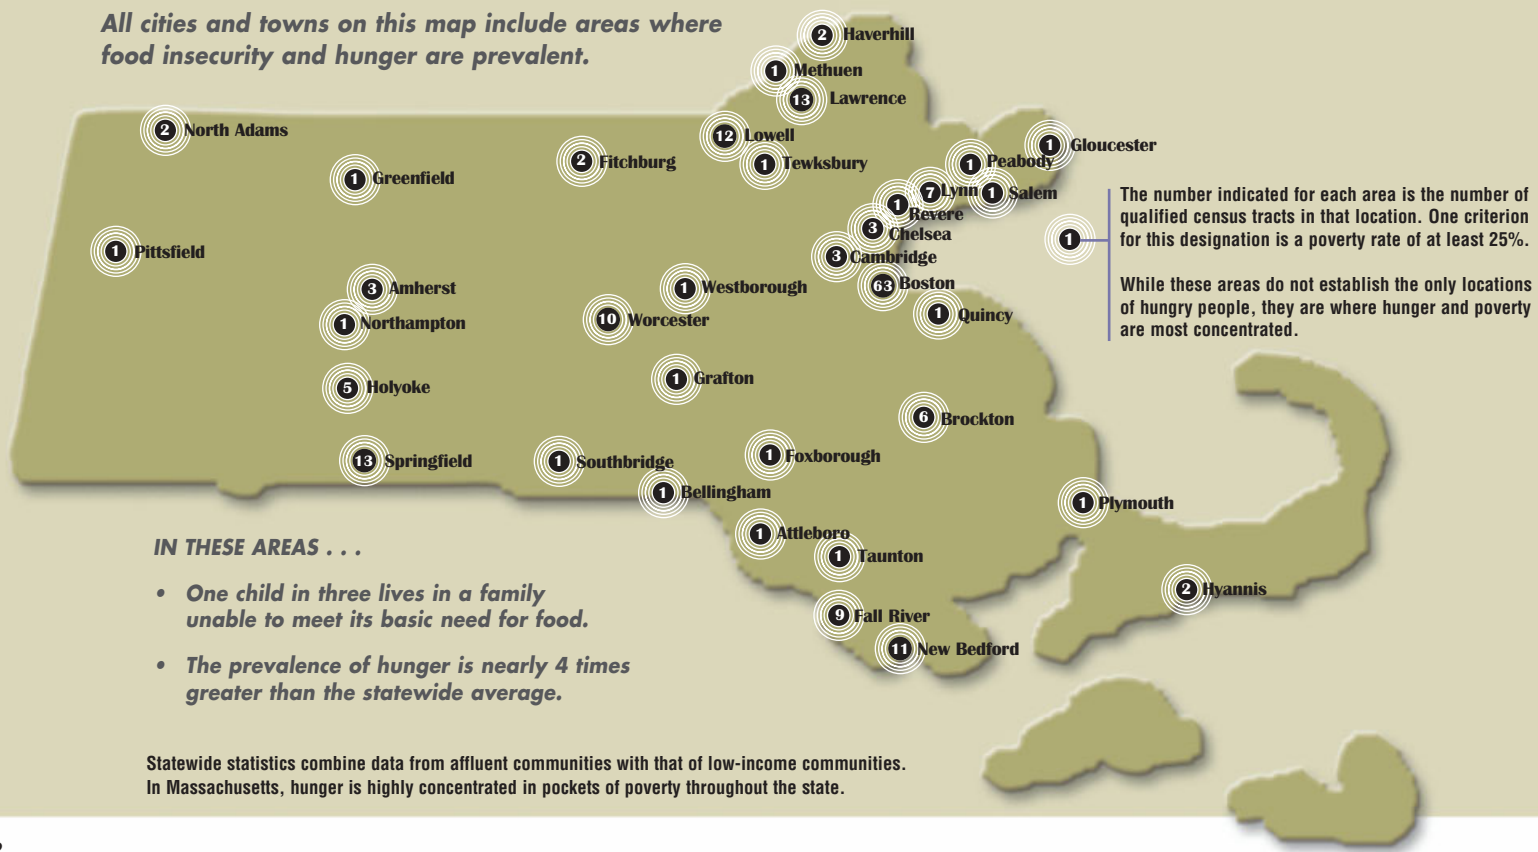 All cities and towns on this map include areas where
food insecurity and hunger are prevalent.
2 Haverhill
1 Methuen
13 Lawrence
2 North Adams
12 Lowell
1 Gloucester
2 Fitchburg
1 Tewksbury
1 Peabody
1 Greenfield
7 Lynn
1 Salem
1 Revere
3 Chelsea
1 Pittsfield
3 Cambridge
3 Amherst
1 Westborough
63 Boston
1 Northampton
10 Worcester
1 Quincy
1
The number indicated for each area is the number of
qualified census tracts in that location. One criterion
for this designation is a poverty rate of at least 25%.
While these areas do not establish the only locations
of hungry people, they are where hunger and poverty
are most concentrated.
5 Holyoke
1 Grafton
6 Brockton
13 Springfield
1 Southbridge
1 Foxborough
1 Bellingham
1 Plymouth
1 Attleboro
1 Taunton
2 Hyannis
9 Fall River
11 New Bedford
IN THESE AREAS . . .
• One child in three lives in a family
unable to meet its basic need for food.
• The prevalence of hunger is nearly 4 times
greater than the statewide average.
Statewide statistics combine data from affluent communities with that of low-income communities.
In Massachusetts, hunger is highly concentrated in pockets of poverty throughout the state.